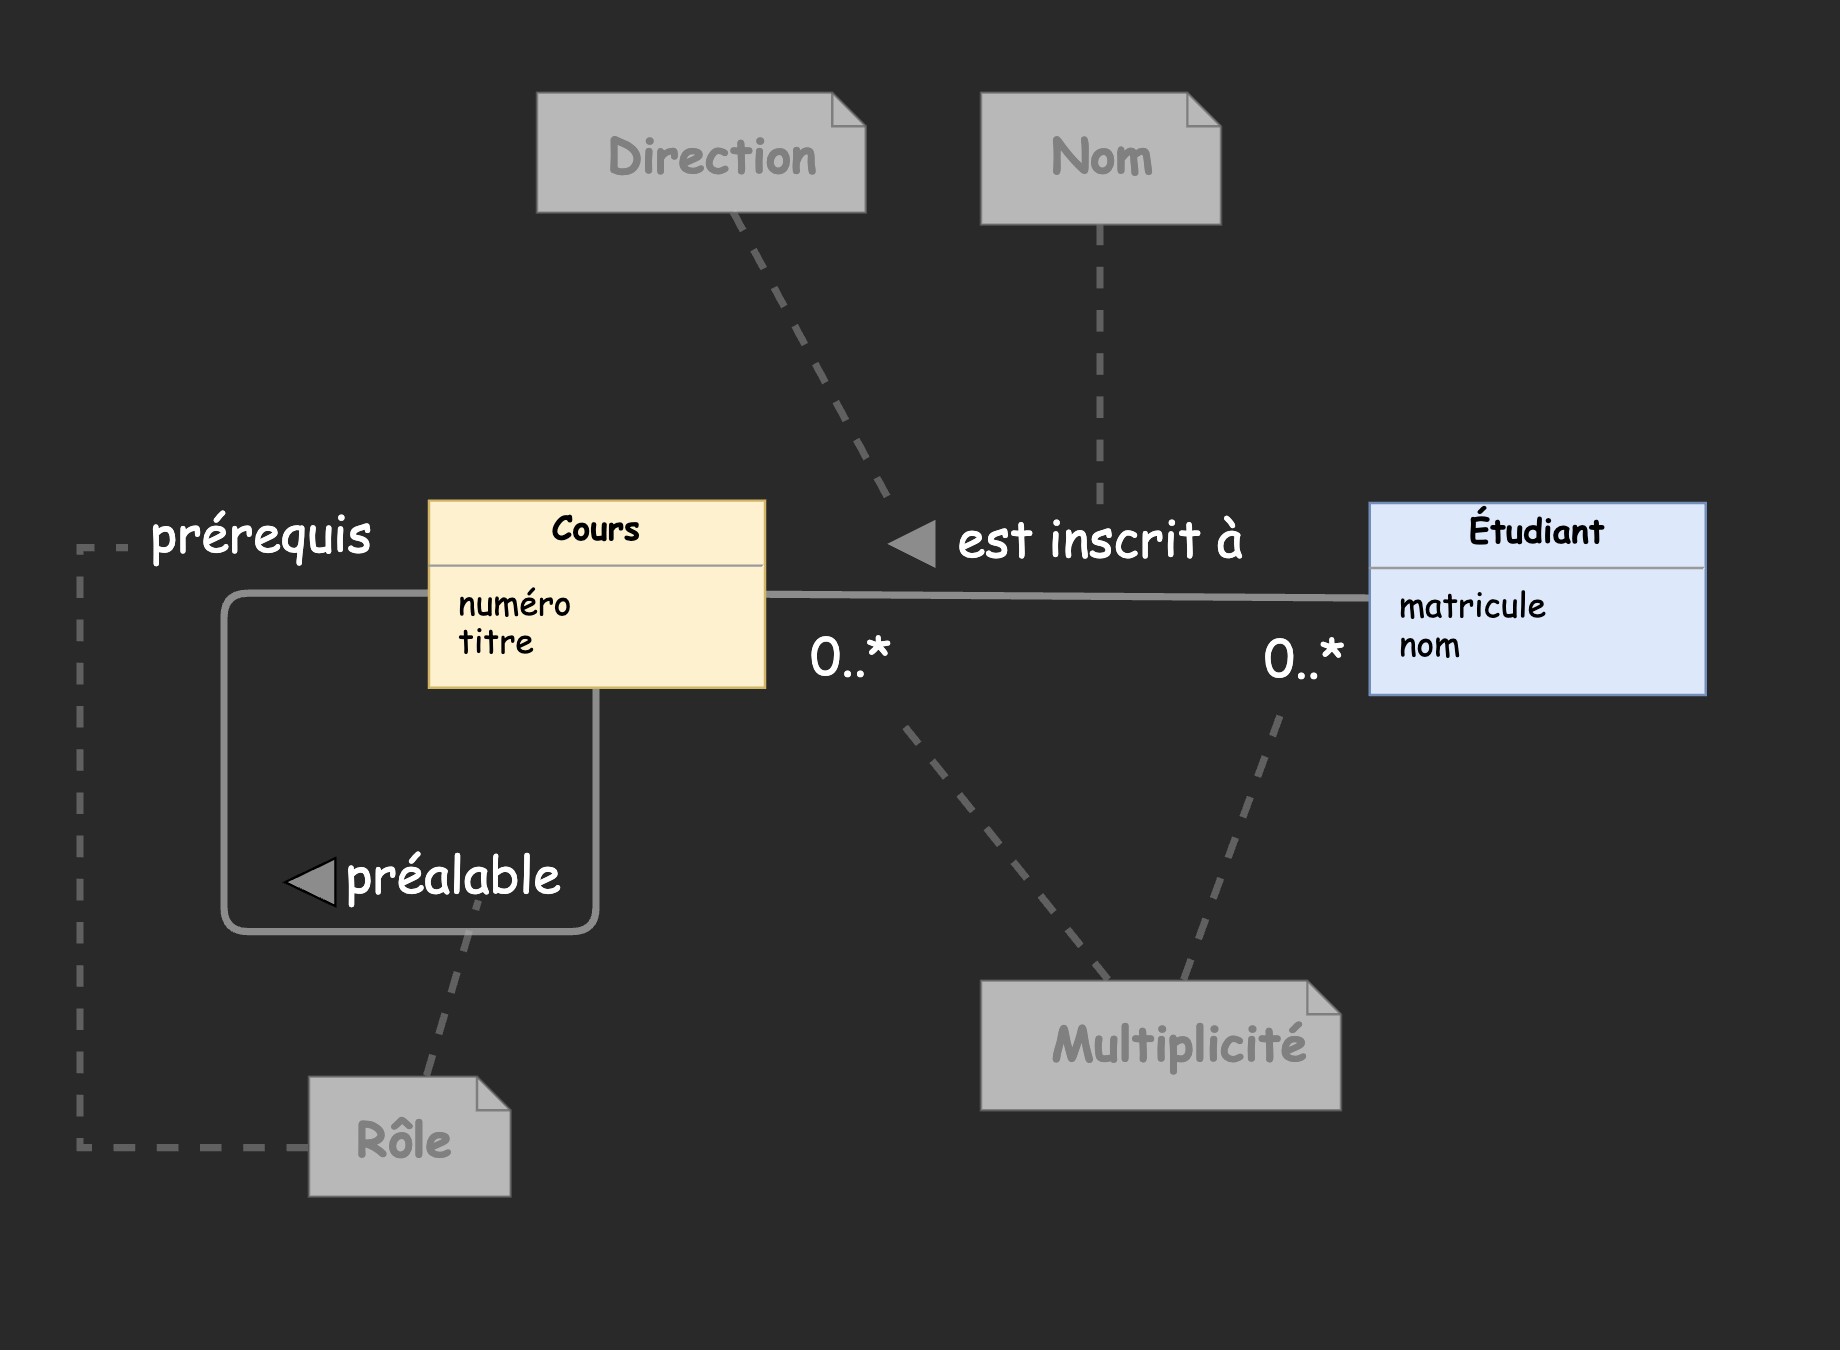 Direction
Nom
prérequis
Cours
est inscrit à
Étudiant
numéro
titre
matricule
nom
0..*
0..*
préalable
Multiplicité
Rôle